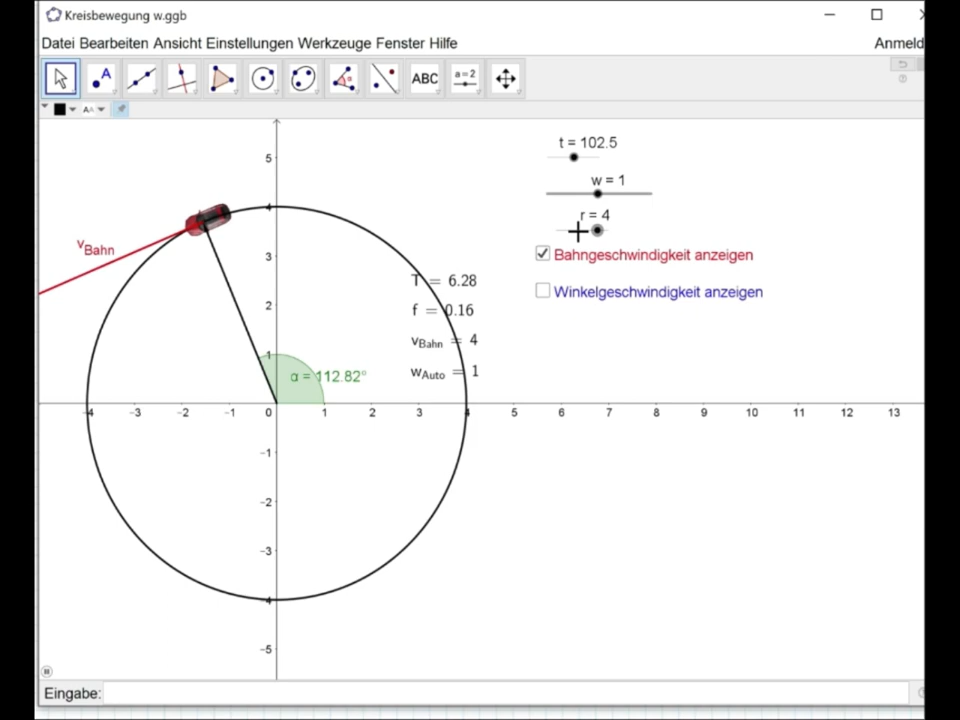 Kreisbewegung w.ggb
Datei Bearbeiten Ansicht Einstellungen Werkzeuge Fenster Hilfe
Anmeld
A
ABC
a=2
AA
t = 102.5
w = 1
r = 4
Bahngeschwindigkeit anzeigen
Winkelgeschwindigkeit anzeigen
vBahn
T = 6.28
f = 0.16
vBahn = 4
wAuto = 1
α = 112.82°
5
4
3
2
1
-4 -3 -2 -1 0 1 2 3 4 5 6 7 8 9 10 11 12 13
-1
-2
-3
-4
-5
Eingabe: